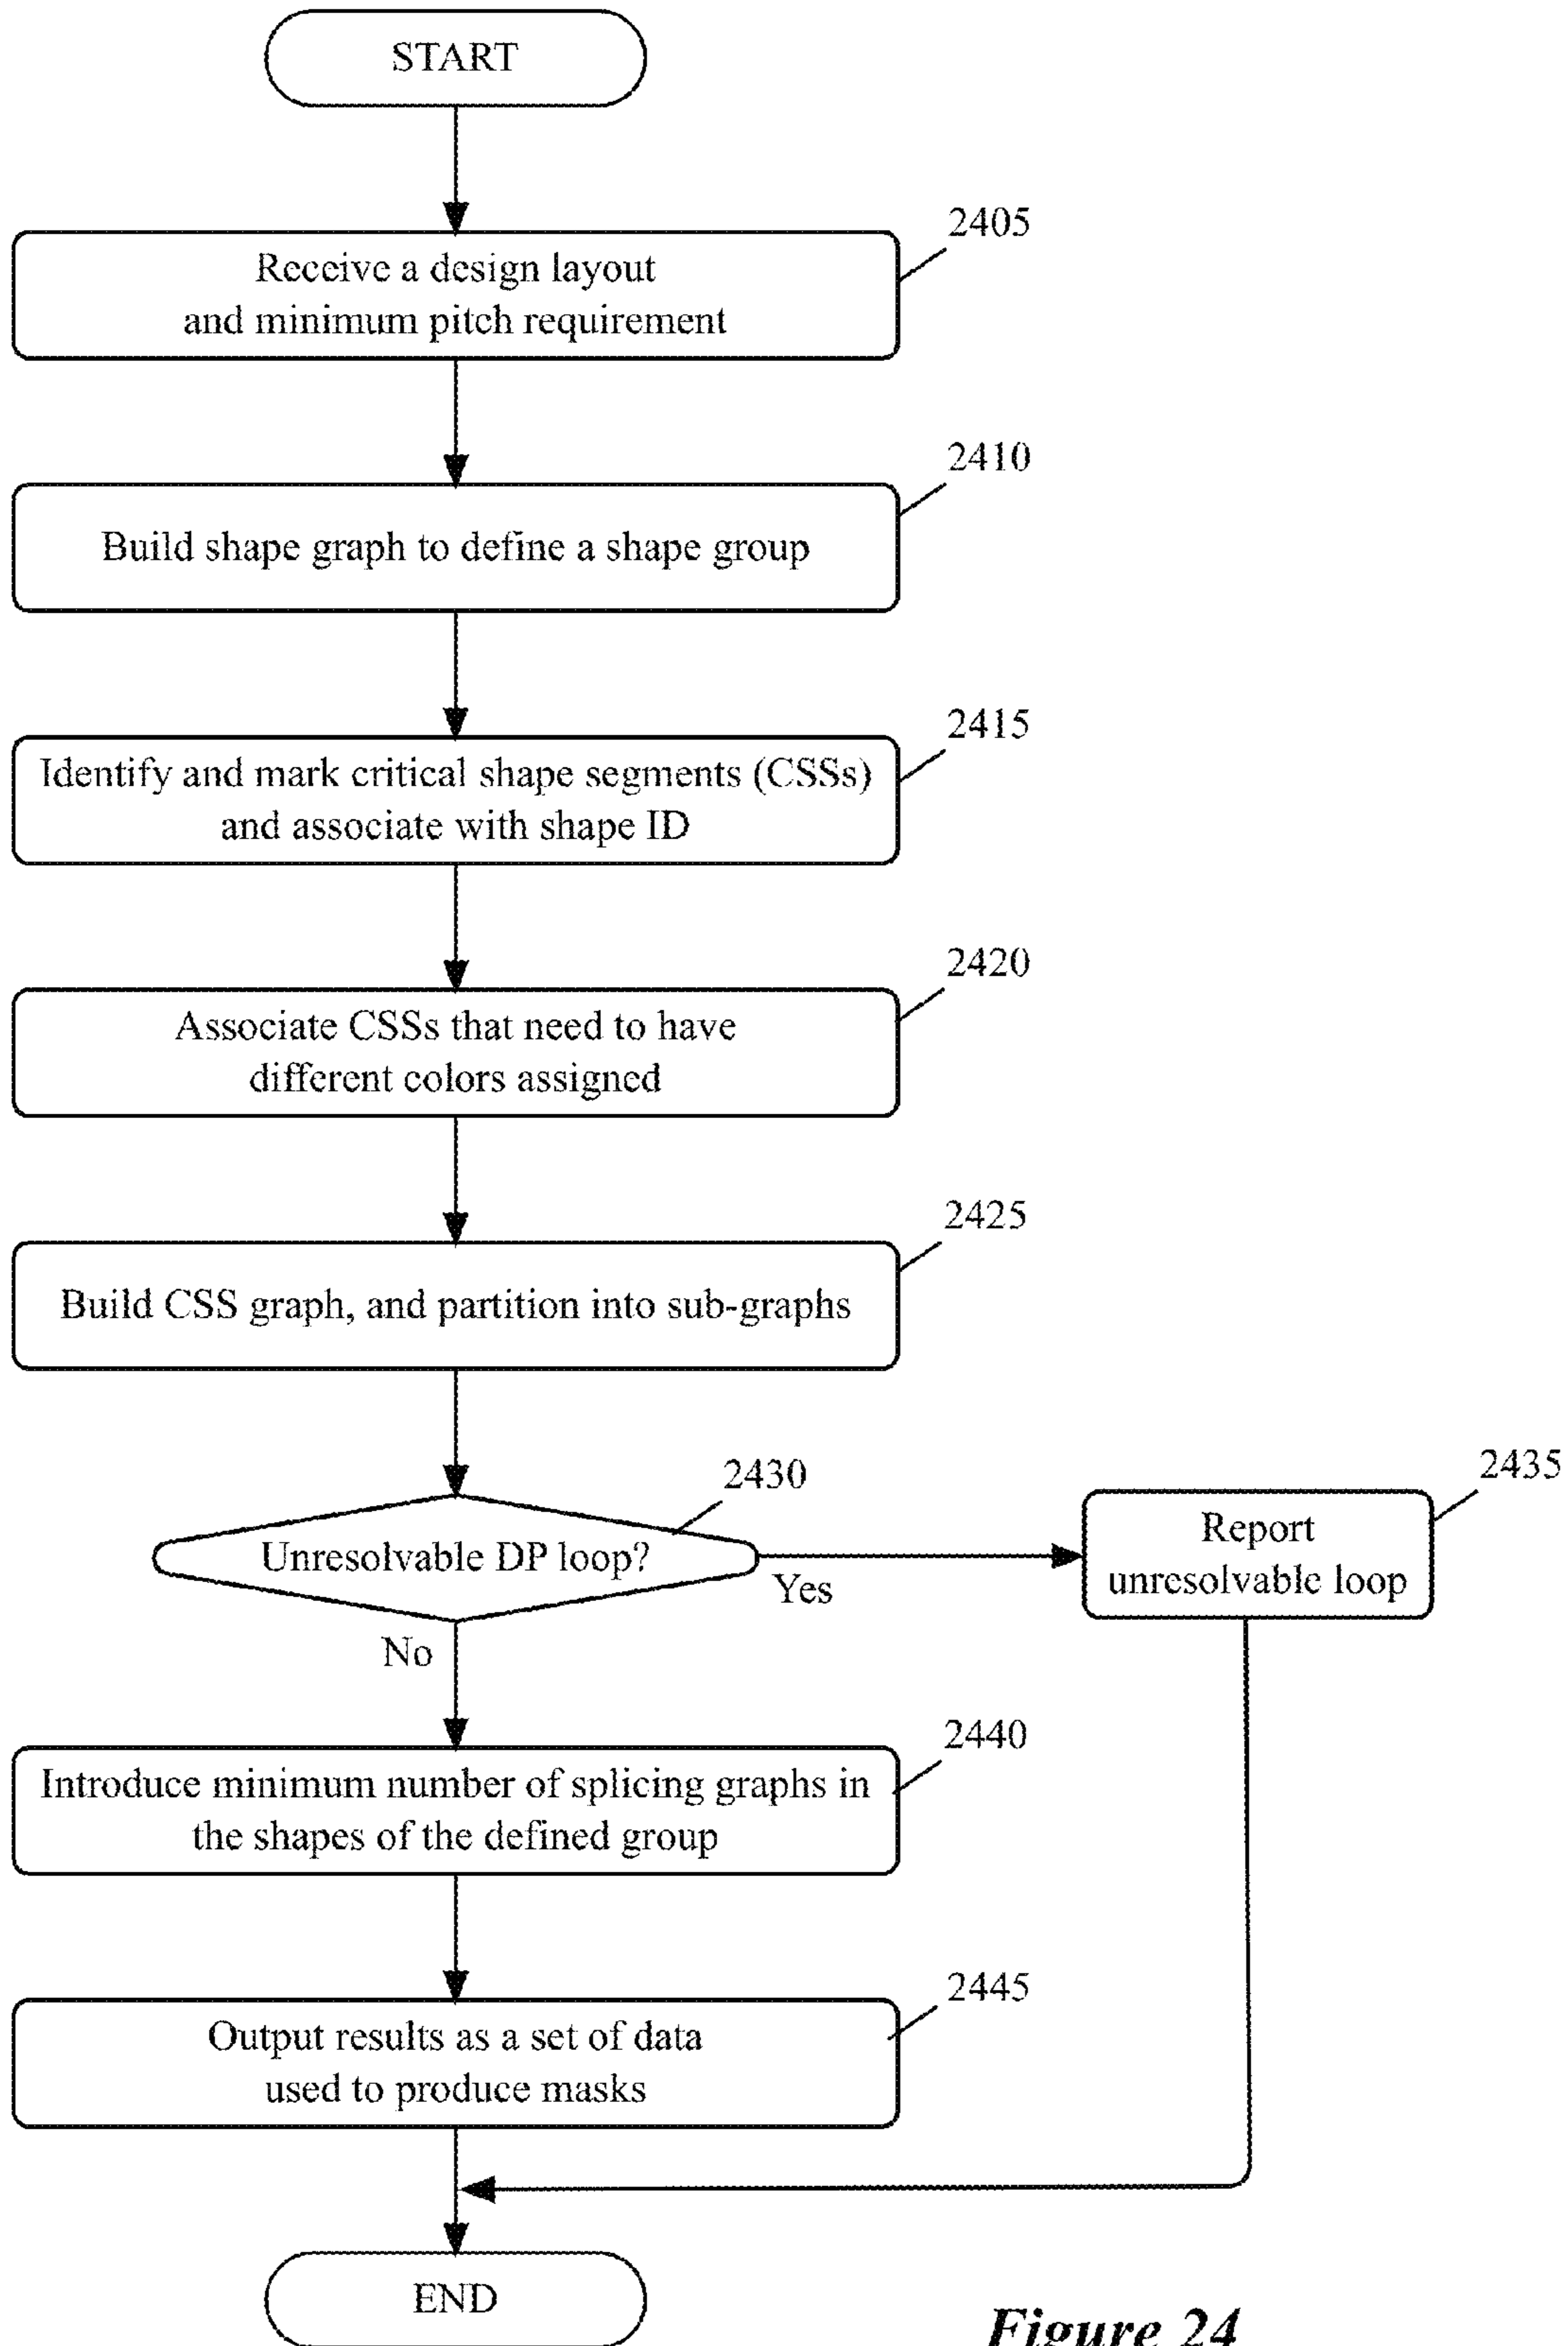 START
2405
Receive a design layout
and minimum pitch requirement
2410
Build shape graph to define a shape group
2415
Identify and mark critical shape segments (CSSs)
and associate with shape ID
2420
Associate CSSs that need to have
different colors assigned
2425
Build CSS graph, and partition into sub-graphs
2430
Unresolvable DP loop?
Yes
No
2435
Report
unresolvable loop
2440
Introduce minimum number of splicing graphs in
the shapes of the defined group
2445
Output results as a set of data
used to produce masks
END
Figure 24